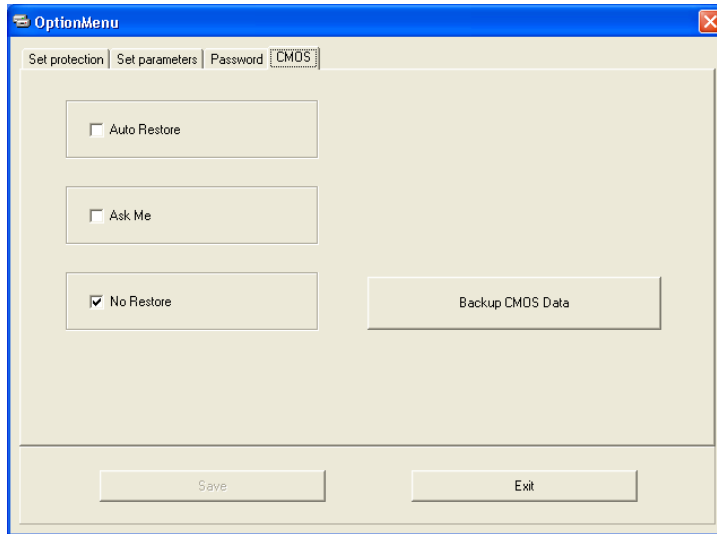 OptionMenu
Set protection Set parameters Password CMOS
Auto Restore
Ask Me
No Restore
Backup CMOS Data
Save Exit